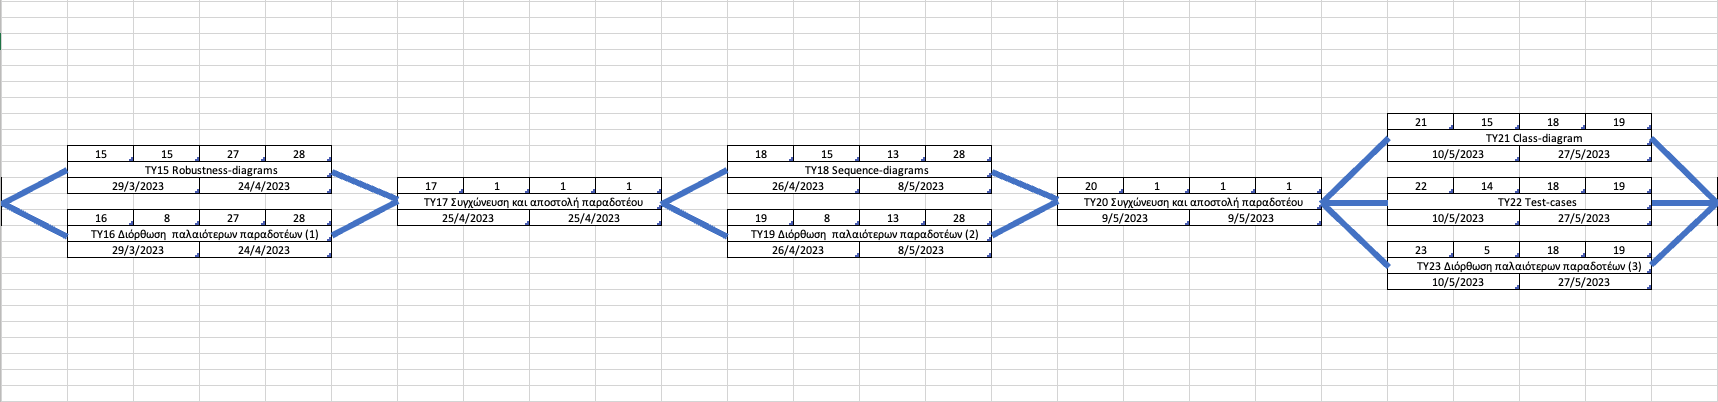 15 15 27 28
TY15 Robustness-diagrams
29/3/2023 24/4/2023
16 8 27 28
TY16 Διόρθωση παλαιότερων παραδοτέων (1)
29/3/2023 24/4/2023
17 1 1 1
TY17 Συγχώνευση και αποστολή παραδοτέου
25/4/2023 25/4/2023
18 15 13 28
TY18 Sequence-diagrams
26/4/2023 8/5/2023
19 8 13 28
TY19 Διόρθωση παλαιότερων παραδοτέων (2)
26/4/2023 8/5/2023
20 1 1 1
TY20 Συγχώνευση και αποστολή παραδοτέου
9/5/2023 9/5/2023
21 15 18 19
TY21 Class-diagram
10/5/2023 27/5/2023
22 14 18 19
TY22 Test-cases
10/5/2023 27/5/2023
23 5 18 19
TY23 Διόρθωση παλαιότερων παραδοτέων (3)
10/5/2023 27/5/2023